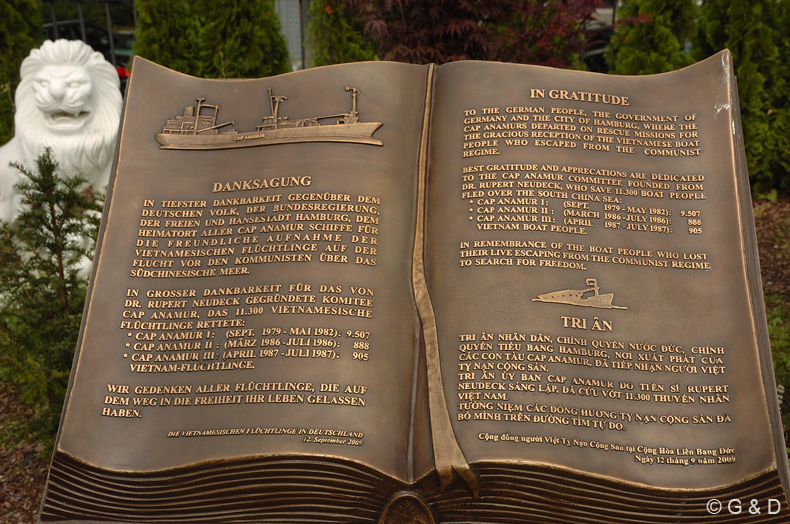 CAP ANAMUR
DANKSAGUNG
IN TIEFSTER DANKBARKEIT GEGENÜBER DEM
DEUTSCHEN VOLK, DER BUNDESREGIERUNG,
DER FREIEN UND HANSESTADT HAMBURG, DEN
HEIMATORT ALLER CAP ANAMUR SCHIFFE FÜR
DIE FREUNDLICHE AUFNAHME DER
VIETNAMESISCHEN FLÜCHTLINGE AUF DER
FLUCHT VOR DEN KOMMUNISTEN ÜBER DAS
SÜDCHINESISCHE MEER.
IN GROSSER DANKBARKEIT FÜR DAS VON
DR. RUPERT NEUDECK GEGRÜNDETE KOMITEE
CAP ANAMUR, DAS 11.300 VIETNAMESISCHE
FLÜCHTLINGE RETTETE:
* CAP ANAMUR I : (SEPT. 1979 - MAI 1982): 9.507
* CAP ANAMUR II : (MÄRZ 1986 -JULI 1986): 888
* CAP ANAMUR III : (APRIL 1987 -JULI 1987): 905
VIETNAM-FLÜCHTLINGE.
WIR GEDENKEN ALLER FLÜCHTLINGE, DIE AUF
DEM WEG IN DIE FREIHEIT IHR LEBEN GELASSEN
HABEN.
DIE VIETNAMESISCHEN FLÜCHTLINGE IN DEUTSCHLAND
12. September 2009
IN GRATITUDE
TO THE GERMAN PEOPLE, THE GOVERNMENT OF
GERMANY AND THE CITY OF HAMBURG, WHERE THE
CAP ANAMURS DEPARTED ON RESCUE MISSIONS FOR
THE GRACIOUS RECEPTION OF THE VIETNAMESE BOAT
PEOPLE WHO ESCAPED FROM THE COMMUNIST
REGIME.
BEST GRATITUDE AND APPRECATIONS ARE DEDICATED
TO THE CAP ANAMUR COMMITTEE FOUNDED FROM
DR. RUPERT NEUDECK, WHO SAVE 11.300 BOAT PEOPLE
FLED OVER THE SOUTH CHINA SEA:
* CAP ANAMUR I: (SEPT. 1979 - MAY 1982): 9.507
* CAP ANAMUR II : (MARCH 1986 -JULY 1986): 888
* CAP ANAMUR III : (APRIL 1987 -JULY 1987): 905
VIETNAM BOAT PEOPLE.
IN REMEMBRANCE OF THE BOAT PEOPLE WHO LOST
THEIR LIVE ESCAPING FROM THE COMMUNIST REGIME
TO SEARCH FOR FREEDOM.
TRI ÂN
TRI ÂN NHÂN DÂN, CHÍNH QUYỀN NƯỚC ĐỨC, CHÍNH
QUYỀN TIỂU BANG HAMBURG, NƠI XUẤT PHÁT CỦA
CÁC CON TÀU CAP ANAMUR, ĐÃ TIẾP NHẬN NGƯỜI VIỆT
TỴ NẠN CỘNG SẢN.
TRI ÂN ỦY BAN CAP ANAMUR DO TIẾN SĨ RUPERT
NEUDECK SÁNG LẬP, ĐÃ CỨU VỚT 11.300 THUYỀN NHÂN
VIỆT NAM.
TƯỞNG NIỆM CÁC ĐỒNG HƯƠNG TỴ NẠN CỘNG SẢN ĐÃ
BỎ MÌNH TRÊN ĐƯỜNG TÌM TỰ DO.
Cộng đồng người Việt Tỵ Nạn Cộng Sản tại Cộng Hòa Liên Bang Đức
Ngày 12 tháng 9 năm 2009
© G & D